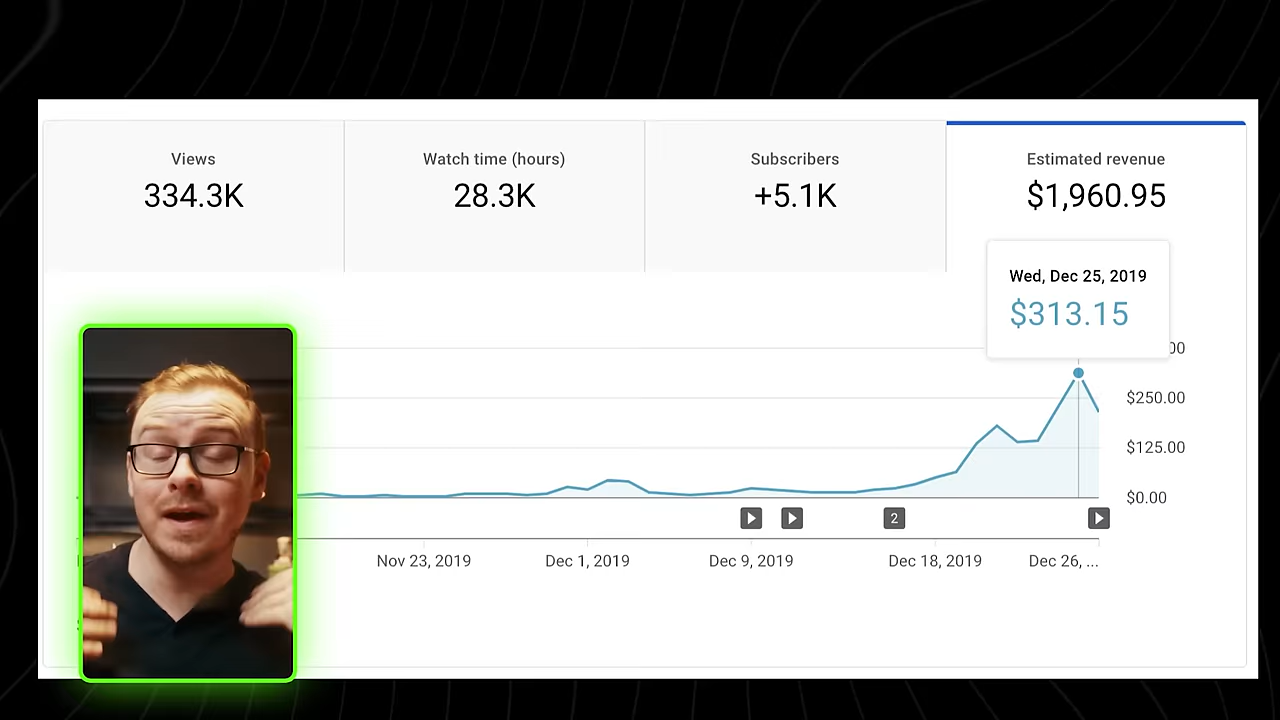 Views
334.3K
Watch time (hours)
28.3K
Subscribers
+5.1K
Estimated revenue
$1,960.95
Wed, Dec 25, 2019
$313.15
00
$250.00
$125.00
$0.00
2
Nov 23, 2019
Dec 1, 2019
Dec 9, 2019
Dec 18, 2019
Dec 26, ...